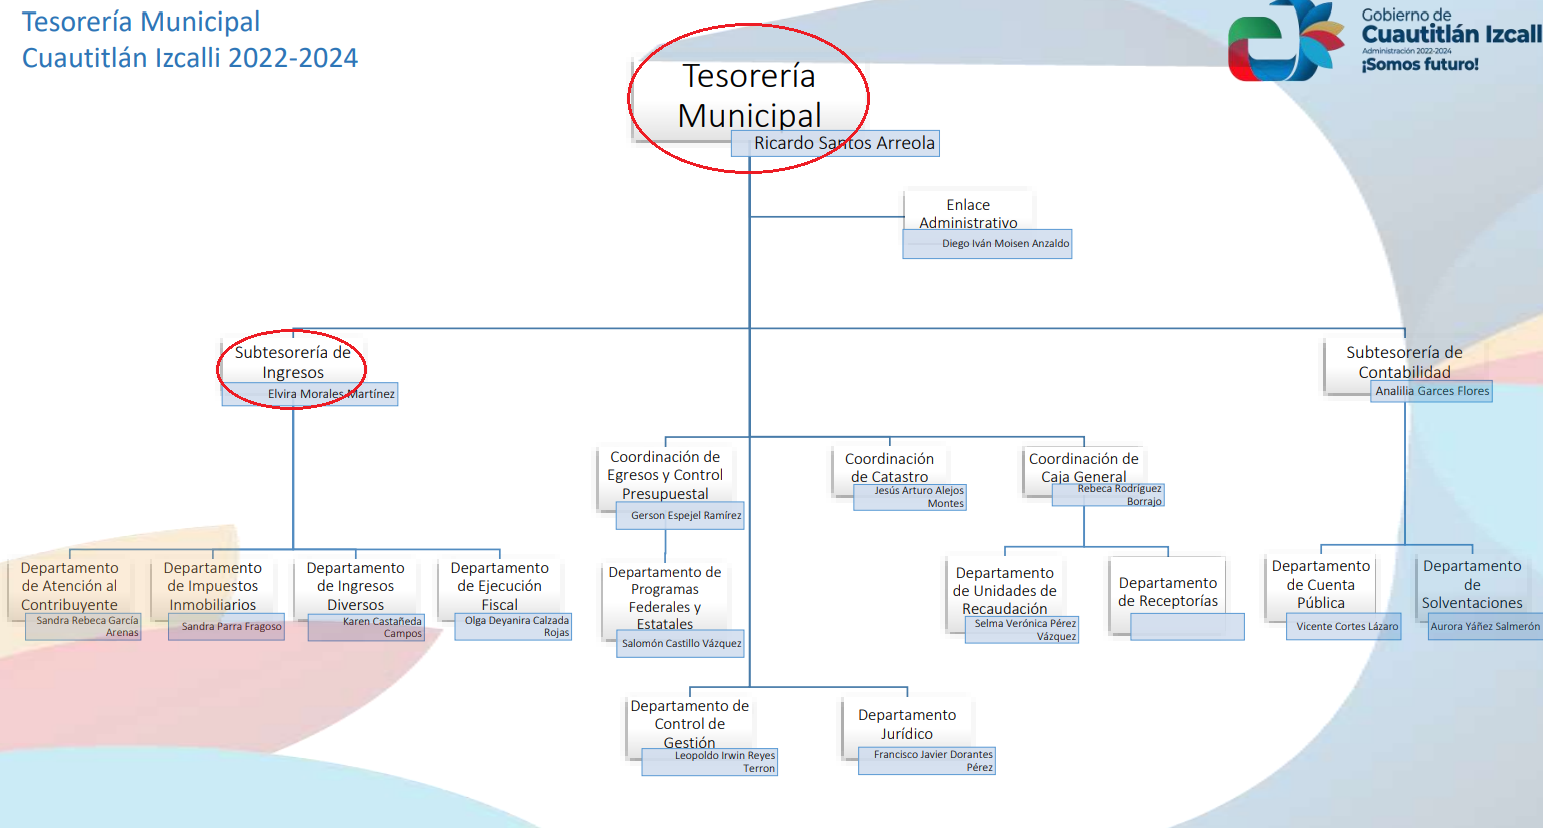 Tesorería Municipal
Cuautitlán Izcalli 2022-2024
Gobierno de
Cuautitlán Izcall
Administración 2022-2024
¡Somos futuro!
Tesorería
Municipal
Ricardo Santos Arreola
Enlace
Administrativo
Diego Iván Moisen Anzaldo
Subtesorería de
Ingresos
Elvira Morales Martínez
Subtesorería de
Contabilidad
Analilia Garces Flores
Coordinación de
Egresos y Control
Presupuestal
Gerson Espejel Ramírez
Coordinación
de Catastro
Jesús Arturo Alejos
Montes
Coordinación de
Caja General
Rebeca Rodríguez
Borrajo
Departamento
de Atención al
Contribuyente
Sandra Rebeca García
Arenas
Departamento
de Impuestos
Inmobiliarios
Sandra Parra Fragoso
Departamento
de Ingresos
Diversos
Karen Castañeda
Campos
Departamento
de Ejecución
Fiscal
Olga Deyanira Calzada
Rojas
Departamento de
Programas
Federales y
Estatales
Salomón Castillo Vázquez
Departamento
de Unidades de
Recaudación
Selma Verónica Pérez
Vázquez
Departamento
de Receptorías
Departamento
de Cuenta
Pública
Vicente Cortes Lázaro
Departamento
de
Solventaciones
Aurora Yáñez Salmerón
Departamento de
Control de
Gestión
Leopoldo Irwin Reyes
Terron
Departamento
Jurídico
Francisco Javier Dorantes
Pérez